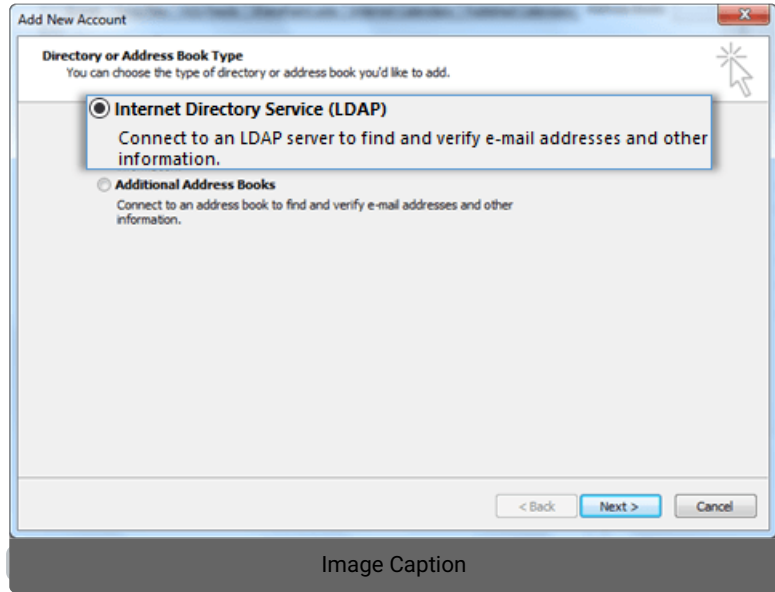 Add New Account
Directory or Address Book Type
You can choose the type of directory or address book you'd like to add.
Internet Directory Service (LDAP)
Connect to an LDAP server to find and verify e-mail addresses and other
information.
Additional Address Books
Connect to an address book to find and verify e-mail addresses and other
information.
< Back Next > Cancel
Image Caption